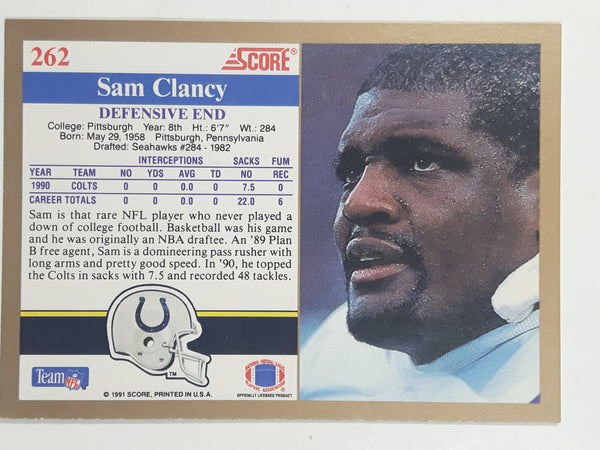 262
SCORE®
Sam Clancy
DEFENSIVE END
College: Pittsburgh Year: 8th Ht.: 6'7" Wt.: 284
Born: May 29, 1958 Pittsburgh, Pennsylvania
Drafted: Seahawks #284 - 1982
INTERCEPTIONS SACKS FUM
YEAR TEAM NO YDS AVG TD NO REC
1990 COLTS 0 0 0.0 0 7.5 0
CAREER TOTALS 0 0 0.0 0 22.0 6
Sam is that rare NFL player who never played a
down of college football. Basketball was his game
and he was originally an NBA draftee. An '89 Plan
B free agent, Sam is a domineering pass rusher with
long arms and pretty good speed. In '90, he topped
the Colts in sacks with 7.5 and recorded 48 tackles.
TM
Team NFL
© 1991 SCORE, PRINTED IN U.S.A.
OFFICIALLY LICENSED PRODUCT